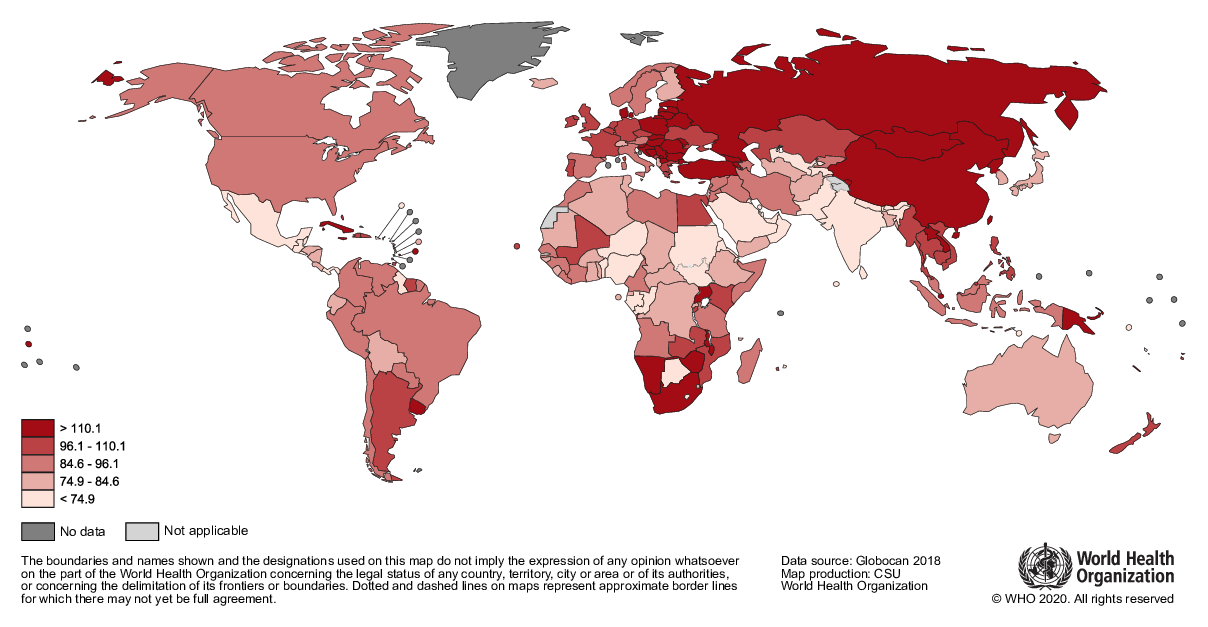 > 110.1
96.1 - 110.1
84.6 - 96.1
74.9 - 84.6
< 74.9
No data
Not applicable
The boundaries and names shown and the designations used on this map do not imply the expression of any opinion whatsoever
on the part of the World Health Organization concerning the legal status of any country, territory, city or area or of its authorities,
or concerning the delimitation of its frontiers or boundaries. Dotted and dashed lines on maps represent approximate border lines
for which there may not yet be full agreement.
Data source: Globocan 2018
Map production: CSU
World Health Organization
World Health
Organization
© WHO 2020. All rights reserved